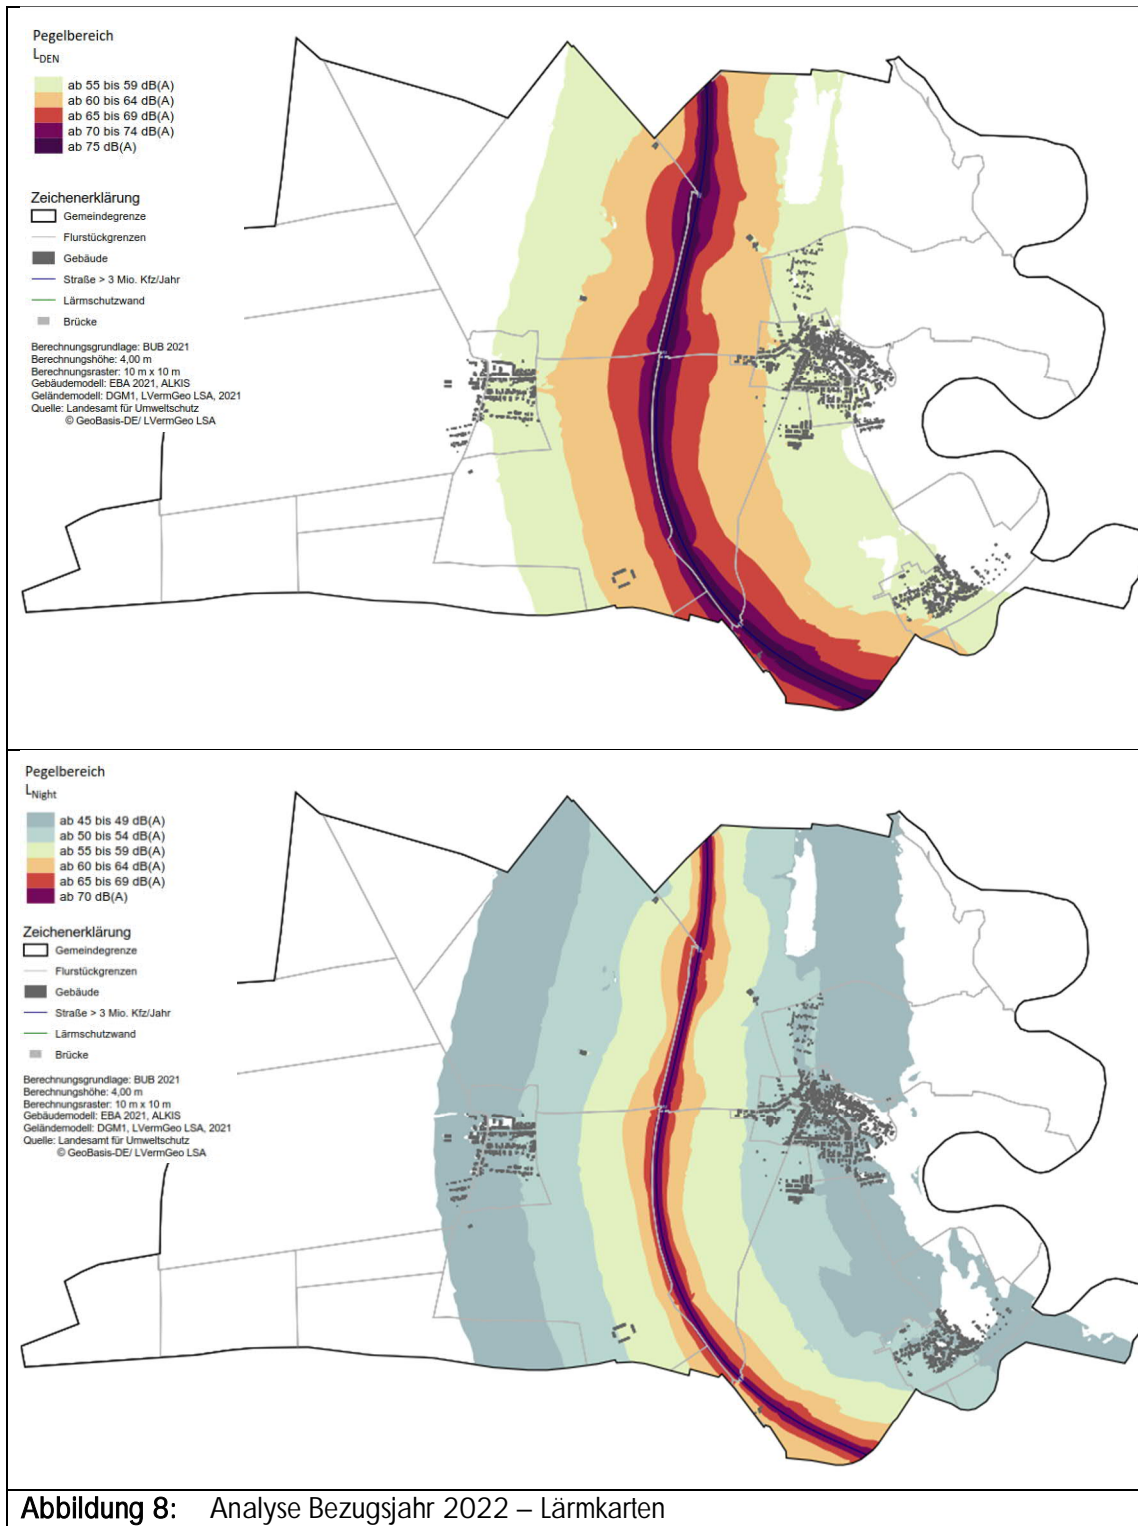 Pegelbereich
LDEN
ab 55 bis 59 dB(A)
ab 60 bis 64 dB(A)
ab 65 bis 69 dB(A)
ab 70 bis 74 dB(A)
ab 75 dB(A)
Zeichenerklärung
Gemeindegrenze
Flurstückgrenzen
Gebäude
Straße > 3 Mio. Kfz/Jahr
Lärmschutzwand
Brücke
Berechnungsgrundlage: BUB 2021
Berechnungshöhe: 4,00 m
Berechnungsraster: 10 m x 10 m
Gebäudemodell: EBA 2021, ALKIS
Geländemodell: DGM1, LVermGeo LSA, 2021
Quelle: Landesamt für Umweltschutz
© GeoBasis-DE/ LVermGeo LSA
Pegelbereich
LNight
ab 45 bis 49 dB(A)
ab 50 bis 54 dB(A)
ab 55 bis 59 dB(A)
ab 60 bis 64 dB(A)
ab 65 bis 69 dB(A)
ab 70 dB(A)
Zeichenerklärung
Gemeindegrenze
Flurstückgrenzen
Gebäude
Straße > 3 Mio. Kfz/Jahr
Lärmschutzwand
Brücke
Berechnungsgrundlage: BUB 2021
Berechnungshöhe: 4,00 m
Berechnungsraster: 10 m x 10 m
Gebäudemodell: EBA 2021, ALKIS
Geländemodell: DGM1, LVermGeo LSA, 2021
Quelle: Landesamt für Umweltschutz
© GeoBasis-DE/ LVermGeo LSA
Abbildung 8: Analyse Bezugsjahr 2022 – Lärmkarten